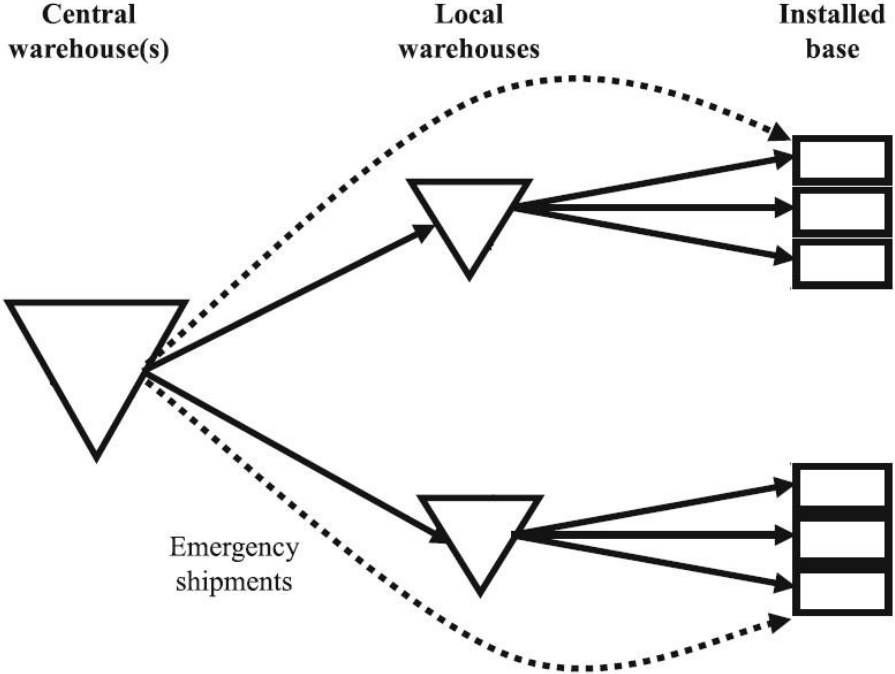 Central
warehouse(s)
Local
warehouses
Installed
base
Emergency
shipments